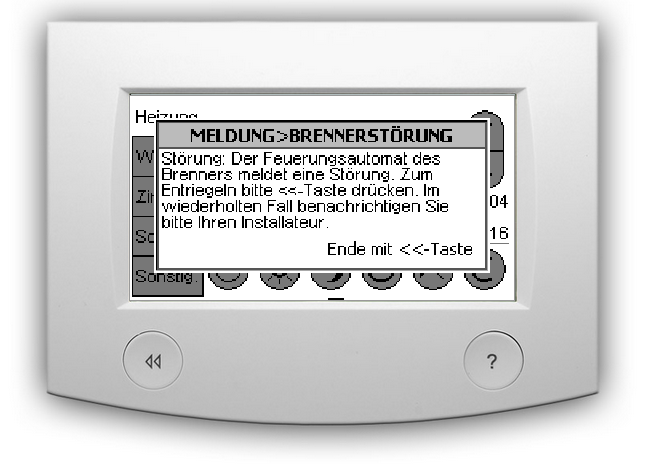 Heizung
MELDUNG>BRENNERSTÖRUNG
Störung: Der Feuerungsautomat des
Brenners meldet eine Störung. Zum
Entriegeln bitte <<-Taste drücken. Im
wiederholten Fall benachrichtigen Sie
bitte Ihren Installateur.
Ende mit <<-Taste
04
16
Sonstig
?